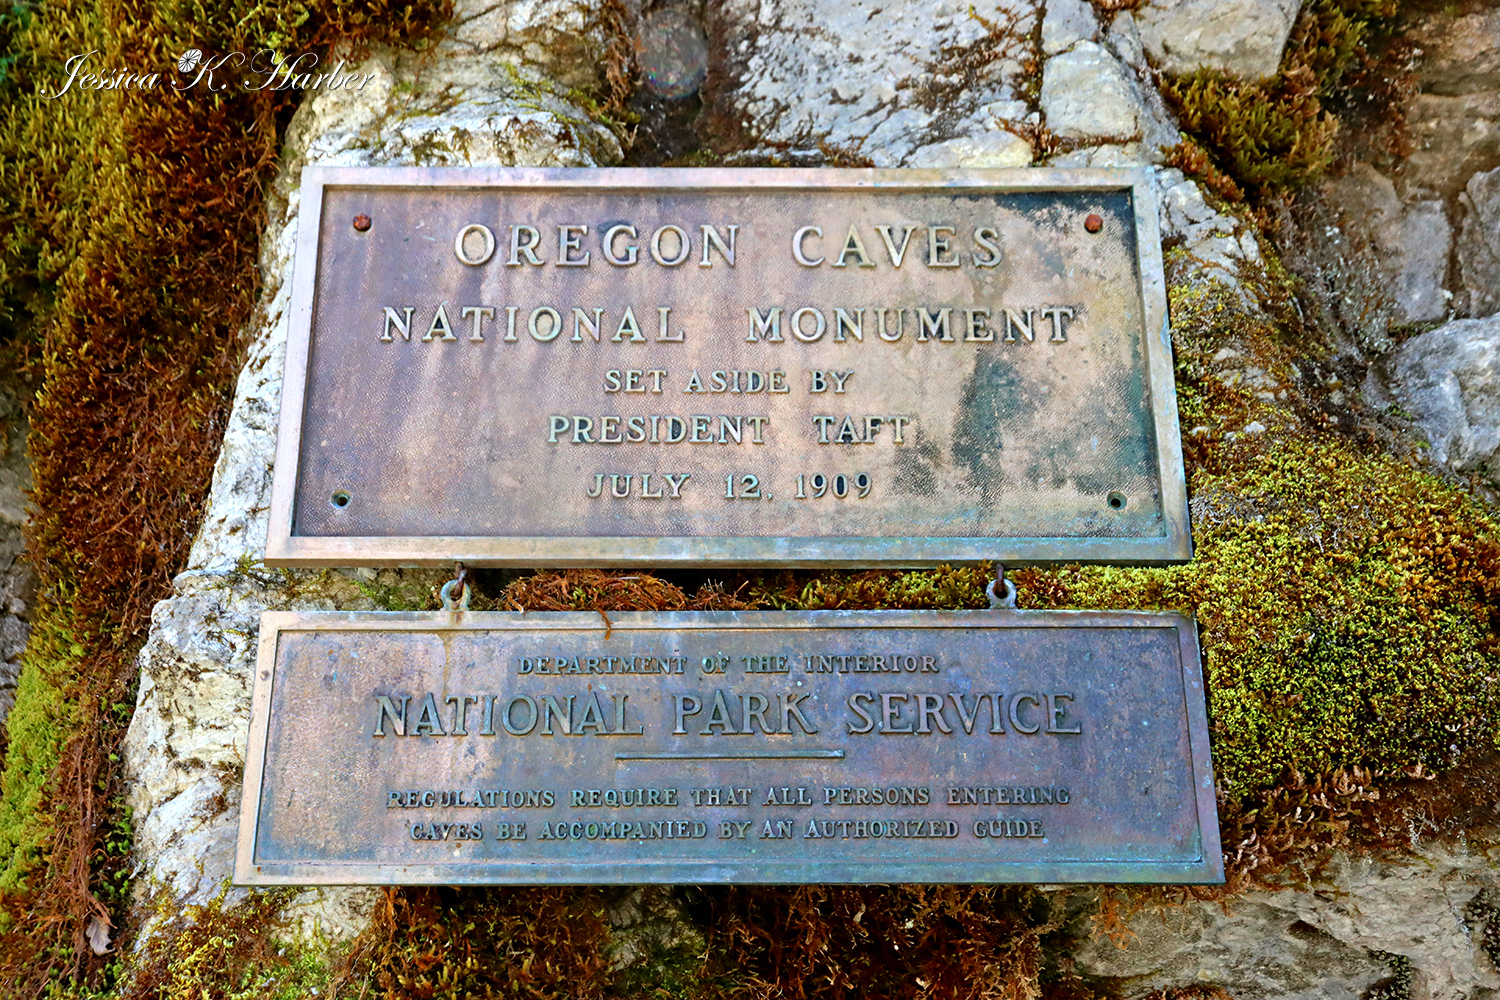 Jessica K. Harber
OREGON CAVES
NATIONAL MONUMENT
SET ASIDE BY
PRESIDENT TAFT
JULY 12, 1909
DEPARTMENT OF THE INTERIOR
NATIONAL PARK SERVICE
REGULATIONS REQUIRE THAT ALL PERSONS ENTERING
CAVES BE ACCOMPANIED BY AN AUTHORIZED GUIDE